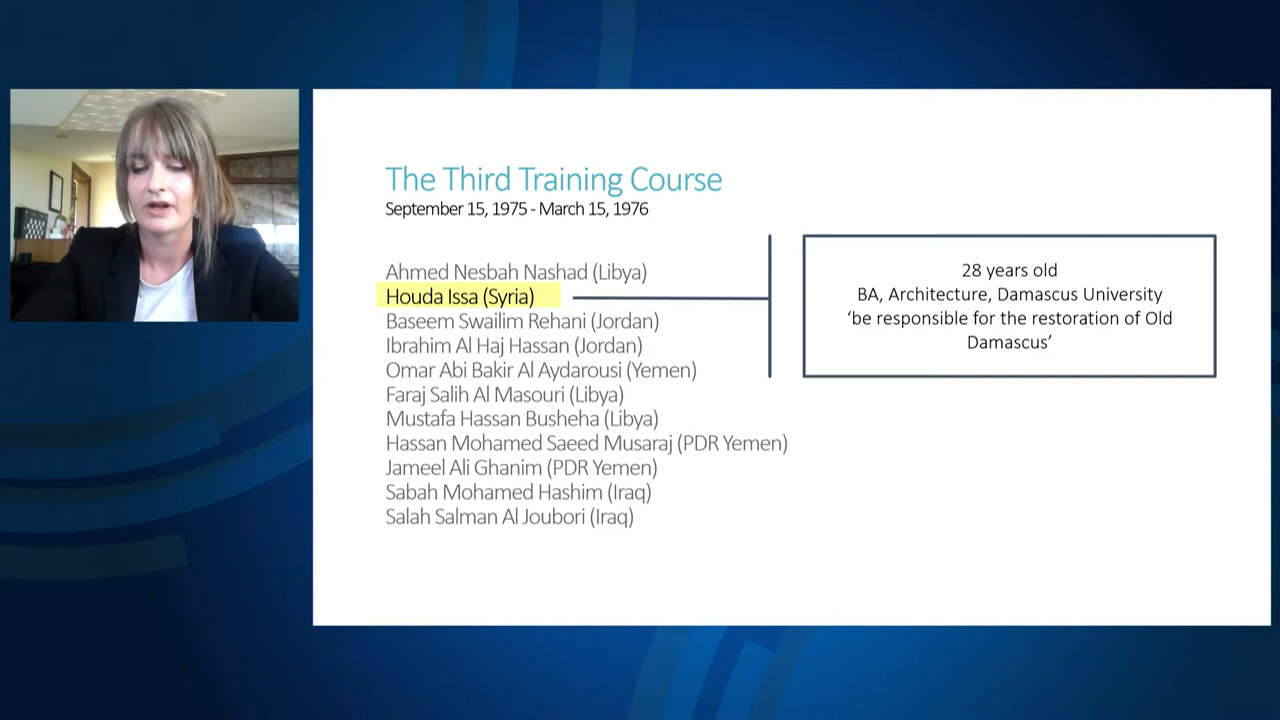 The Third Training Course
September 15, 1975 - March 15, 1976
Ahmed Nesbah Nashad (Libya)
Houda Issa (Syria)
Baseem Swailim Rehani (Jordan)
Ibrahim Al Haj Hassan (Jordan)
Omar Abi Bakir Al Aydarousi (Yemen)
Faraj Salih Al Masouri (Libya)
Mustafa Hassan Busheha (Libya)
Hassan Mohamed Saeed Musaraj (PDR Yemen)
Jameel Ali Ghanim (PDR Yemen)
Sabah Mohamed Hashim (Iraq)
Salah Salman Al Joubori (Iraq)
28 years old
BA, Architecture, Damascus University
‘be responsible for the restoration of Old
Damascus’